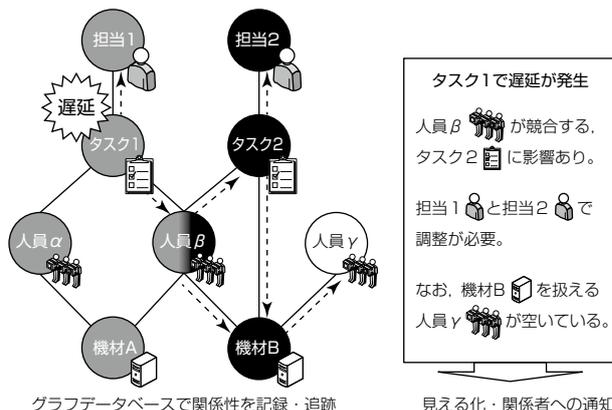 担当1
担当2
遅延
タスク1
タスク2
人員α
人員β
人員γ
機材A
機材B
グラフデータベースで関係性を記録・追跡
タスク1で遅延が発生
人員β が競合する,
タスク2 に影響あり。
担当1 と担当2 で
調整が必要。
なお, 機材B を扱える
人員γ が空いている。
見える化・関係者への通知